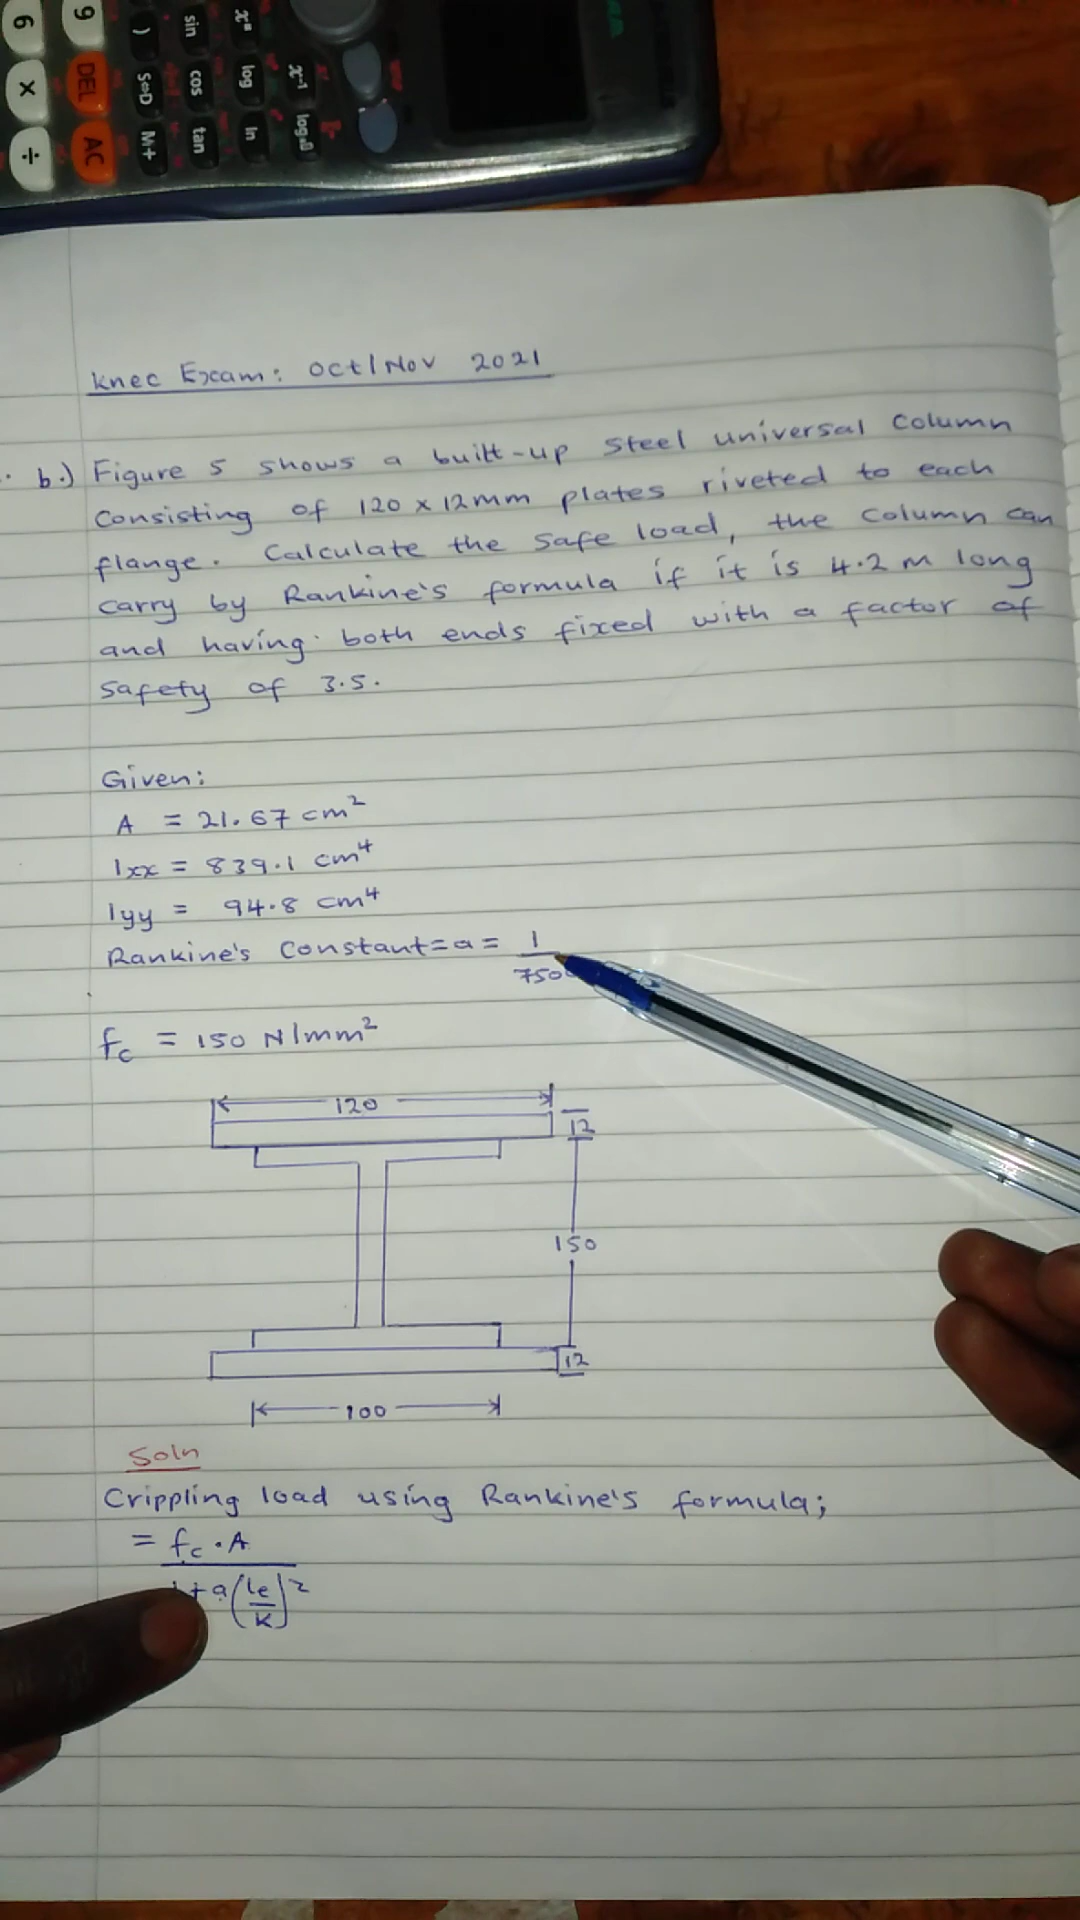 6 × ÷
9 DEL AC
) S⇔D M+
sin cos tan
log ln
x⁻¹
Knec Exam: Oct/Nov 2021
b.) Figure 5 shows a built-up steel universal column
consisting of 120 x 12mm plates riveted to each
flange. Calculate the safe load, the column can
carry by Rankine's formula if it is 4.2 m long
and having both ends fixed with a factor of
safety of 3.5.
Given:
A = 21.67 cm²
Ixx = 839.1 cm⁴
Iyy = 94.8 cm⁴
Rankine's Constant = a = 1
750
fc = 150 N/mm²
120
12
150
12
100
Soln
Crippling load using Rankine's formula;
= fc . A
+ a (le/K)²